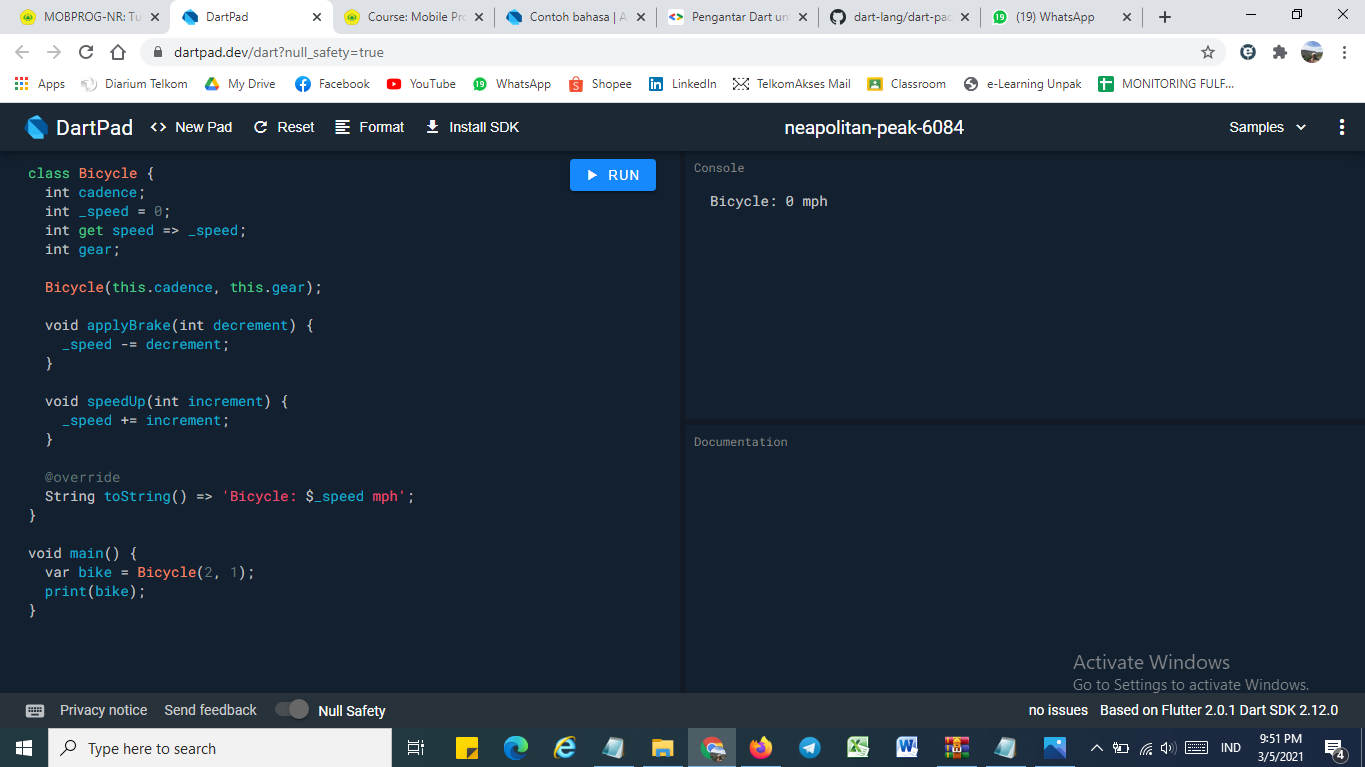 MOBPROG-NR: Tu
DartPad
Course: Mobile Pro
Contoh bahasa | A
Pengantar Dart un
dart-lang/dart-pac
(19) WhatsApp
dartpad.dev/dart?null_safety=true
Apps
Diarium Telkom
My Drive
Facebook
YouTube
19
WhatsApp
Shopee
LinkedIn
TelkomAkses Mail
Classroom
e-Learning Unpak
MONITORING FULF...
DartPad
<> New Pad
Reset
Format
Install SDK
neapolitan-peak-6084
Samples
class Bicycle {
int cadence;
int _speed = 0;
int get speed => _speed;
int gear;
Bicycle(this.cadence, this.gear);
void applyBrake(int decrement) {
_speed -= decrement;
}
void speedUp(int increment) {
_speed += increment;
}
@override
String toString() => 'Bicycle: $_speed mph';
}
void main() {
var bike = Bicycle(2, 1);
print(bike);
}
RUN
Console
Bicycle: 0 mph
Documentation
Activate Windows
Go to Settings to activate Windows.
Privacy notice
Send feedback
Null Safety
no issues
Based on Flutter 2.0.1 Dart SDK 2.12.0
Type here to search
IND
9:51 PM
3/5/2021
4